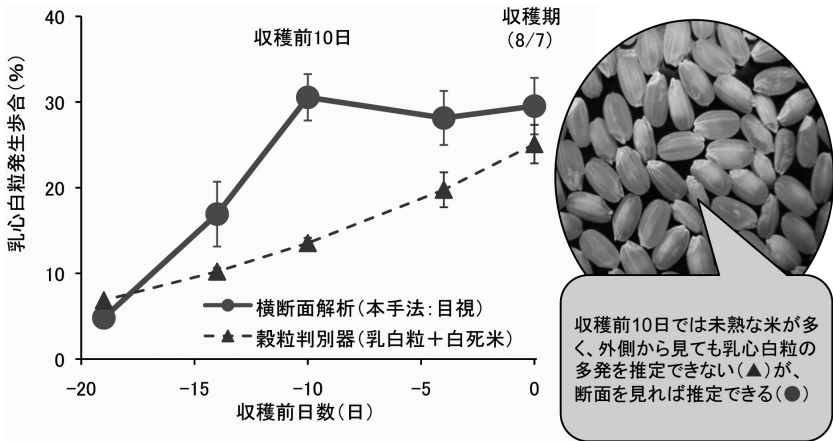 乳心白粒発生歩合(%)
40
30
20
10
0
収穫前10日
収穫期
(8/7)
横断面解析(本手法:目視)
穀粒判別器(乳白粒+白死米)
-20
-15
-10
-5
0
収穫前日数(日)
収穫前10日では未熟な米が多
く、外側から見ても乳心白粒の
多発を推定できない(▲)が、
断面を見れば推定できる(●)